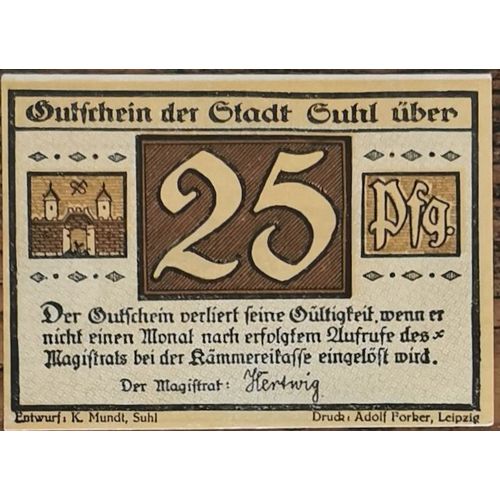 Gutschein der Stadt Suhl über
25
Pfg.
Der Gutschein verliert seine Gültigkeit, wenn er
nicht einen Monat nach erfolgtem Aufrufe des
Magistrats bei der Kämmereikasse eingelöst wird.
Der Magistrat: Hertwig
Entwurf: K. Mundt, Suhl
Druck: Adolf Forker, Leipzig